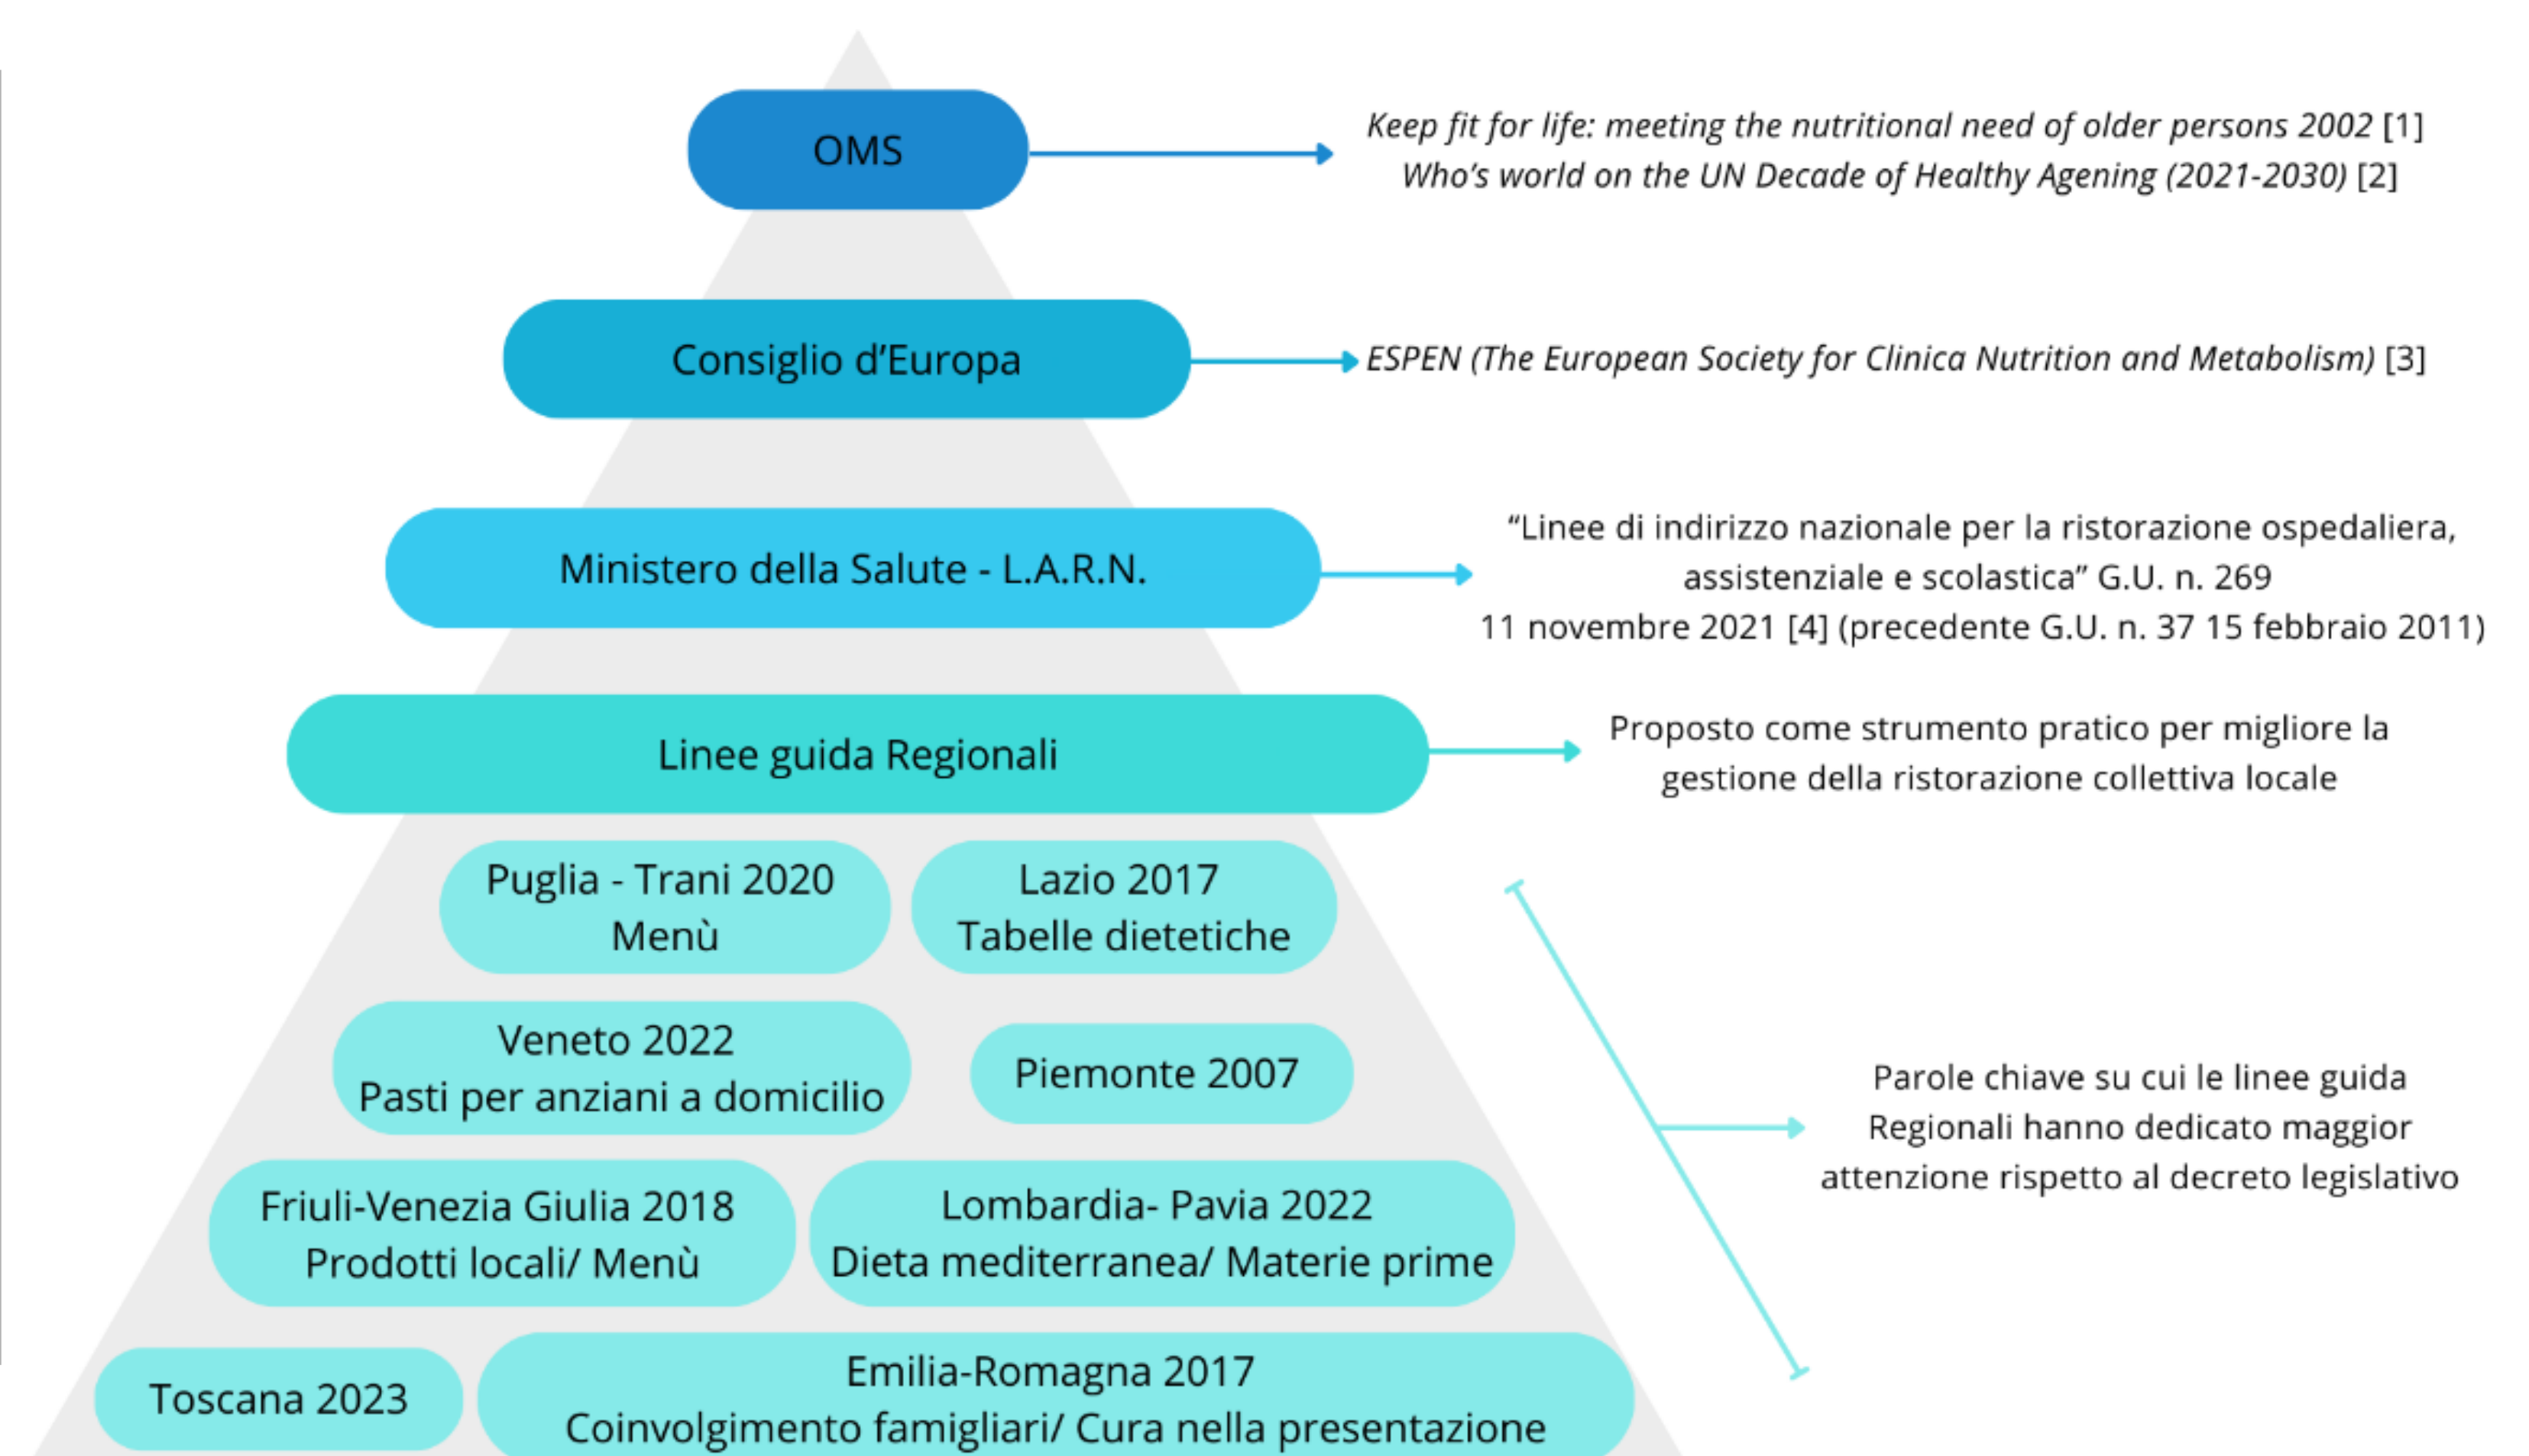 OMS
Keep fit for life: meeting the nutritional need of older persons 2002 [1]
Who's world on the UN Decade of Healthy Agening (2021-2030) [2]
Consiglio d'Europa
ESPEN (The European Society for Clinica Nutrition and Metabolism) [3]
Ministero della Salute - L.A.R.N.
“Linee di indirizzo nazionale per la ristorazione ospedaliera,
assistenziale e scolastica” G.U. n. 269
11 novembre 2021 [4] (precedente G.U. n. 37 15 febbraio 2011)
Linee guida Regionali
Proposto come strumento pratico per migliore la
gestione della ristorazione collettiva locale
Puglia - Trani 2020
Menù
Lazio 2017
Tabelle dietetiche
Veneto 2022
Pasti per anziani a domicilio
Piemonte 2007
Parole chiave su cui le linee guida
Regionali hanno dedicato maggior
attenzione rispetto al decreto legislativo
Friuli-Venezia Giulia 2018
Prodotti locali/ Menù
Lombardia- Pavia 2022
Dieta mediterranea/ Materie prime
Toscana 2023
Emilia-Romagna 2017
Coinvolgimento famigliari/ Cura nella presentazione